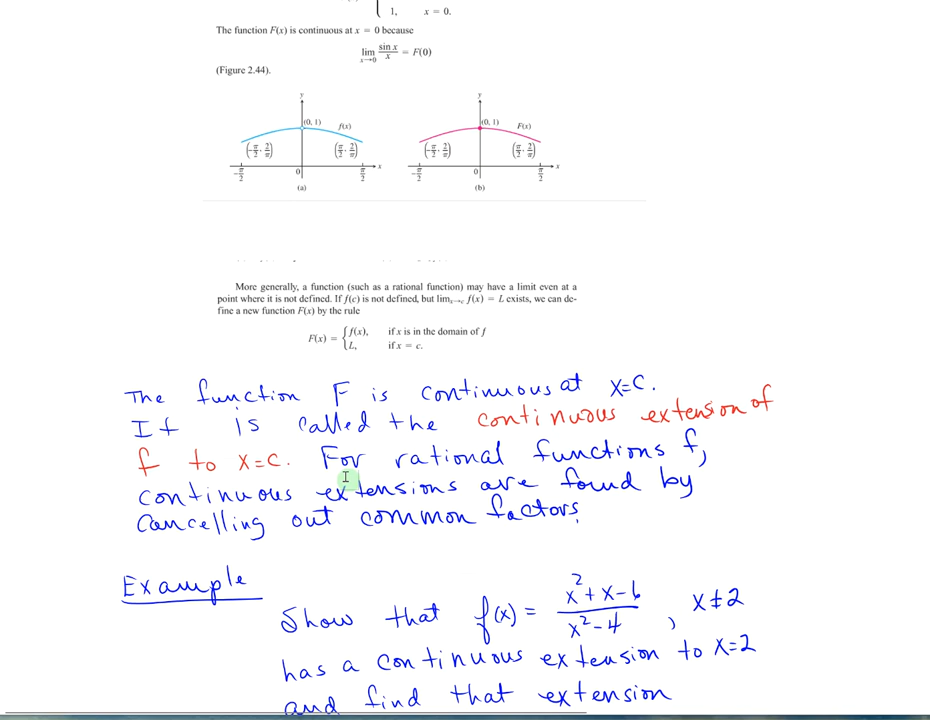 1, x = 0.
The function F(x) is continuous at x = 0 because
lim x→0 sin x / x = F(0)
(Figure 2.44).
y y
(0, 1) f(x) (0, 1) F(x)
(-π/2, 2/π) (π/2, 2/π) (-π/2, 2/π) (π/2, 2/π)
-π/2 0 π/2 x -π/2 0 π/2 x
(a) (b)
More generally, a function (such as a rational function) may have a limit even at a
point where it is not defined. If f(c) is not defined, but lim x→c f(x) = L exists, we can de-
fine a new function F(x) by the rule
F(x) = { f(x), if x is in the domain of f
L, if x = c.
The function F is continuous at x=c.
It is called the continuous extension of
f to x=c. For rational functions f,
continuous extensions are found by
cancelling out common factors.
Example
Show that f(x) = x²+x-6 / x²-4 , x≠2
has a continuous extension to x=2
and find that extension